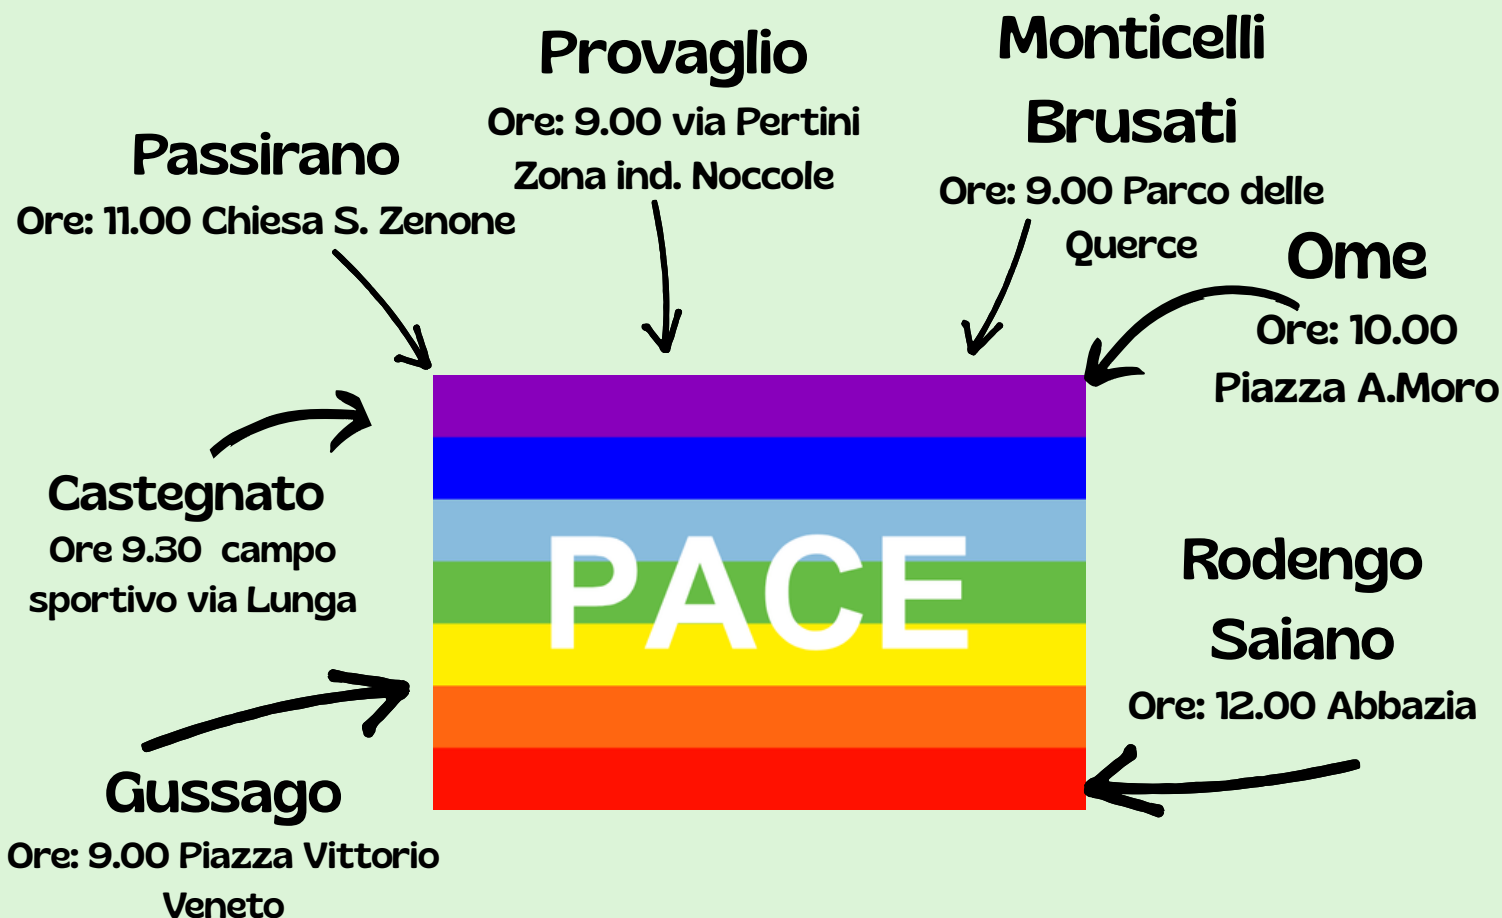 Provaglio
Ore: 9.00 via Pertini
Zona ind. Noccole
Monticelli
Brusati
Ore: 9.00 Parco delle
Querce
Passirano
Ore: 11.00 Chiesa S. Zenone
Ome
Ore: 10.00
Piazza A.Moro
Castegnato
Ore 9.30 campo
sportivo via Lunga
PACE
Rodengo
Saiano
Ore: 12.00 Abbazia
Gussago
Ore: 9.00 Piazza Vittorio
Veneto